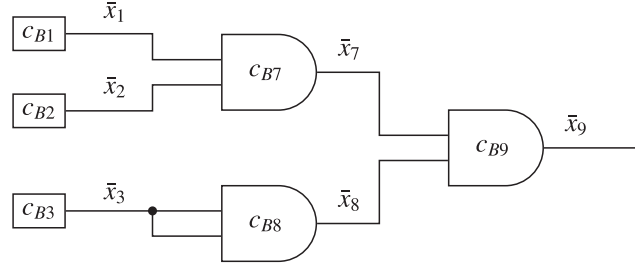 c_{B1} x̄_1
c_{B2} x̄_2
c_{B7} x̄_7
c_{B9} x̄_9
c_{B3} x̄_3
c_{B8} x̄_8